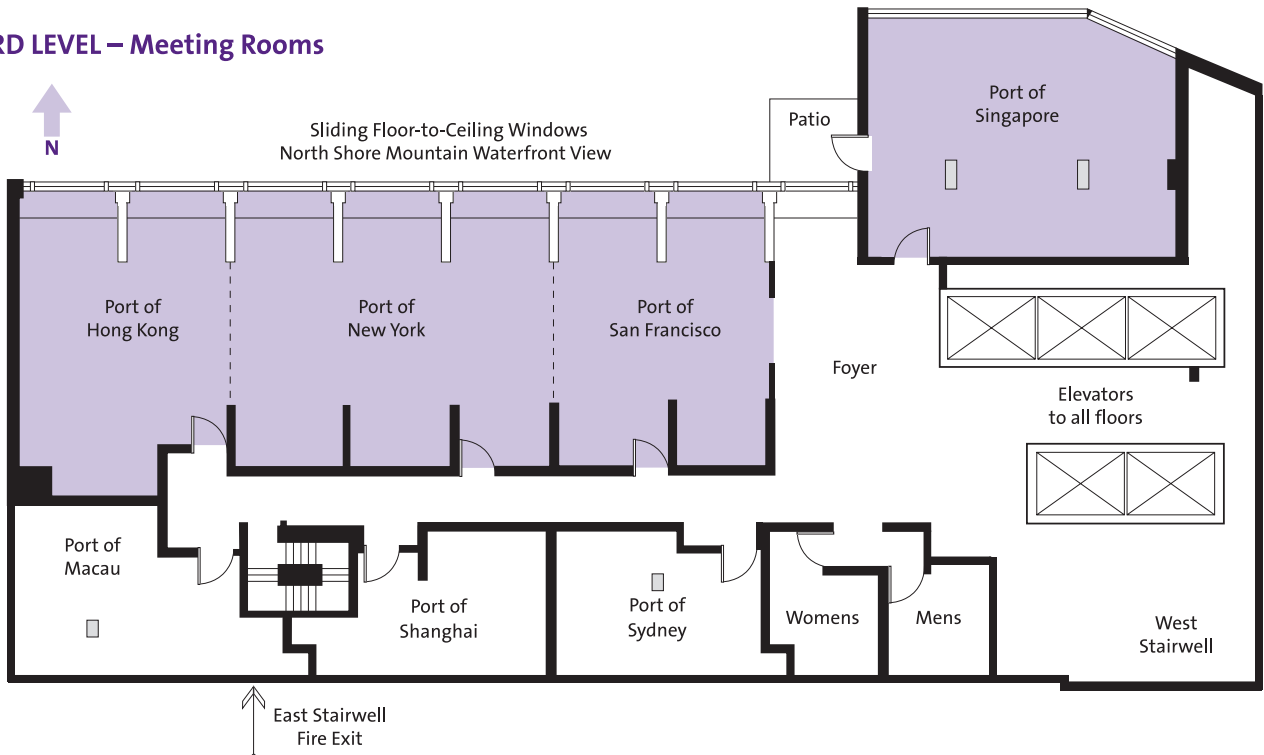 RD LEVEL – Meeting Rooms
N
Sliding Floor-to-Ceiling Windows
North Shore Mountain Waterfront View
Patio
Port of
Singapore
Port of
Hong Kong
Port of
New York
Port of
San Francisco
Foyer
Elevators
to all floors
Port of
Macau
Port of
Shanghai
Port of
Sydney
Womens
Mens
West
Stairwell
East Stairwell
Fire Exit